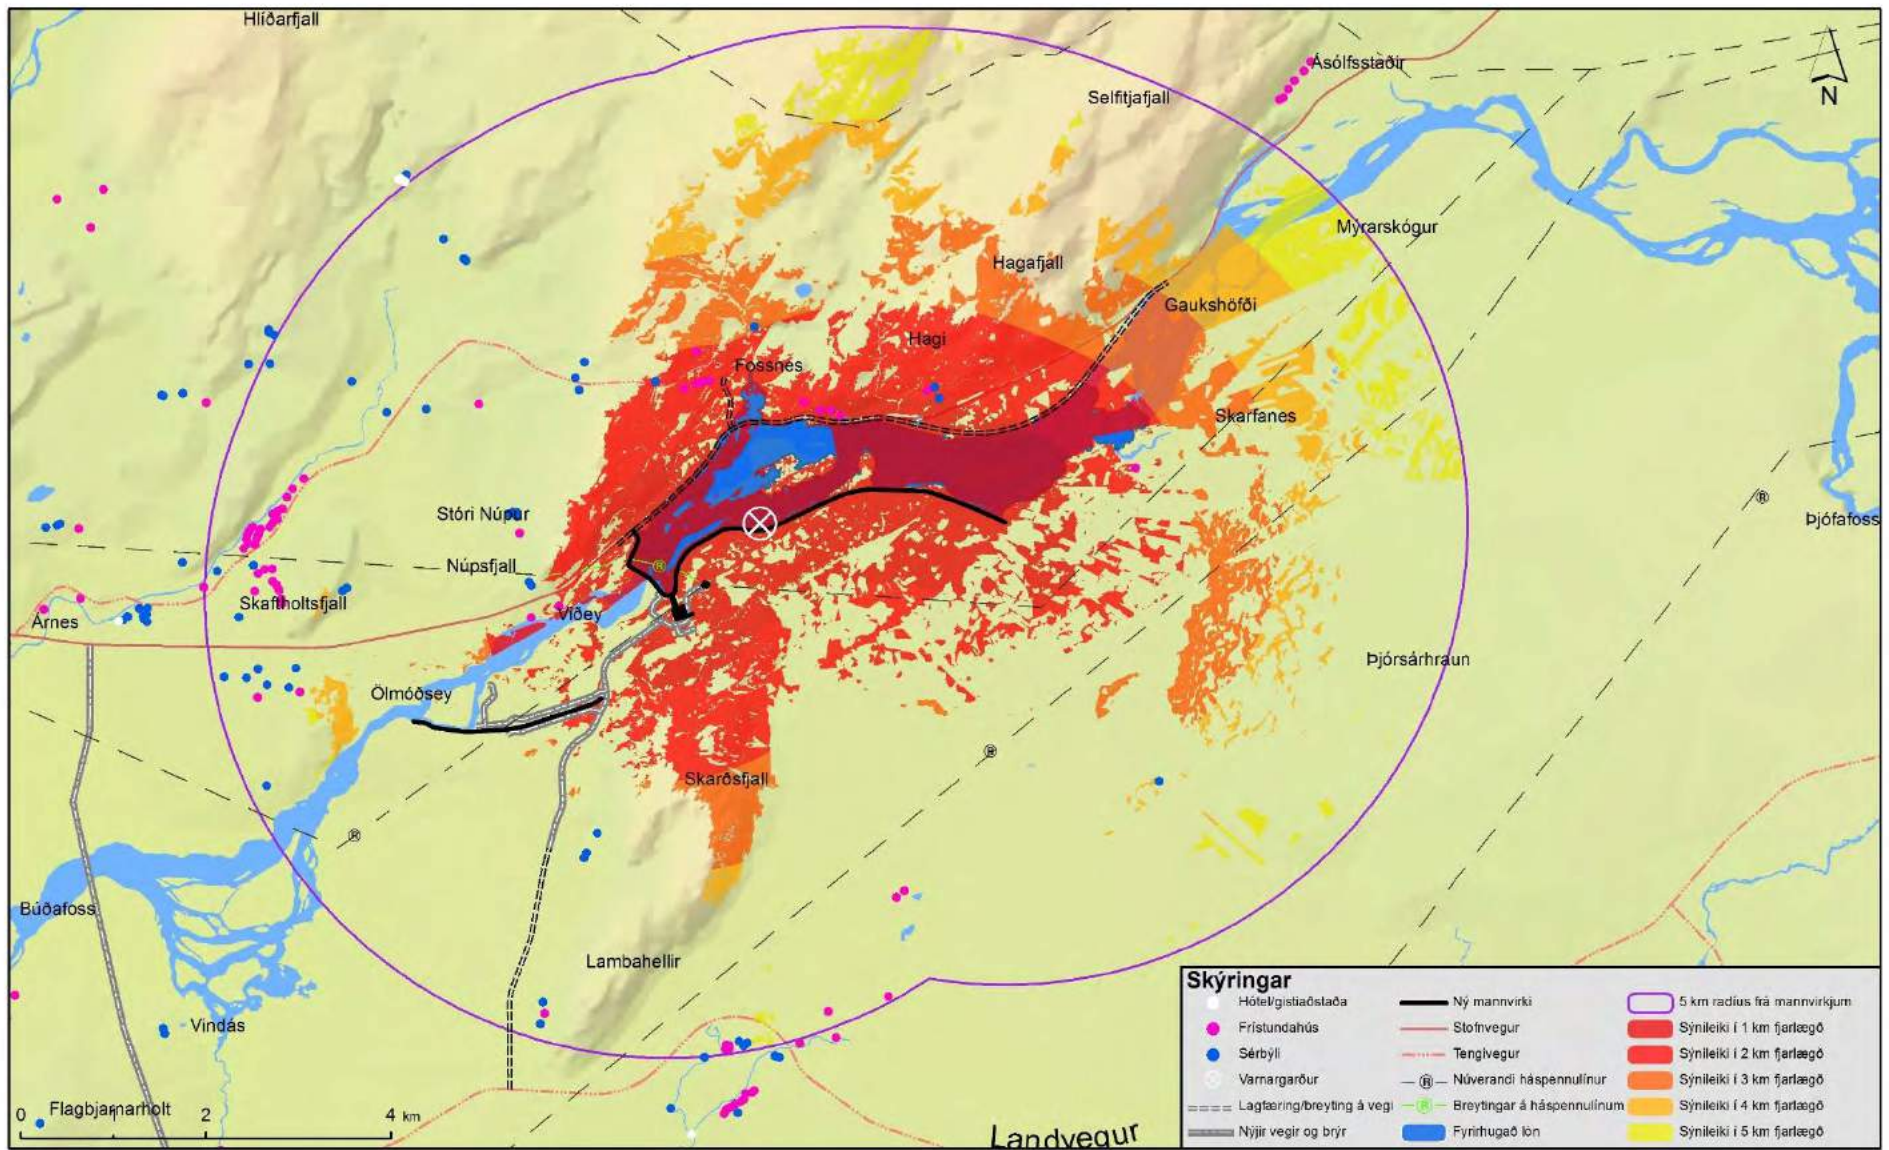 Hlíðarfjall
Ásólfsstaðir
Selfitjafjall
N
Mýrarskógur
Hagafjall
Gaukshöfði
Hagi
Fossnes
Skarfanes
Stóri Núpur
Þjófafoss
Núpsfjall
Skaftholtsfjall
Árnes
Viðey
Þjórsárhraun
Ölmóðsey
Skarðsfjall
Búðafoss
Lambahellir
Vindás
Flagbjarnarholt
0 2 4 km
Landvegur
Skýringar
Hótel/gistiaðstaða
Frístundahús
Sérbýli
Varnargarður
Lagfæring/breyting á vegi
Nýjir vegir og brýr
Ný mannvirki
Stofnvegur
Tengivegur
Núverandi háspennulínur
Breytingar á háspennulínum
Fyrirhugað lón
5 km radíus frá mannvirkjum
Sýnileiki í 1 km fjarlægð
Sýnileiki í 2 km fjarlægð
Sýnileiki í 3 km fjarlægð
Sýnileiki í 4 km fjarlægð
Sýnileiki í 5 km fjarlægð